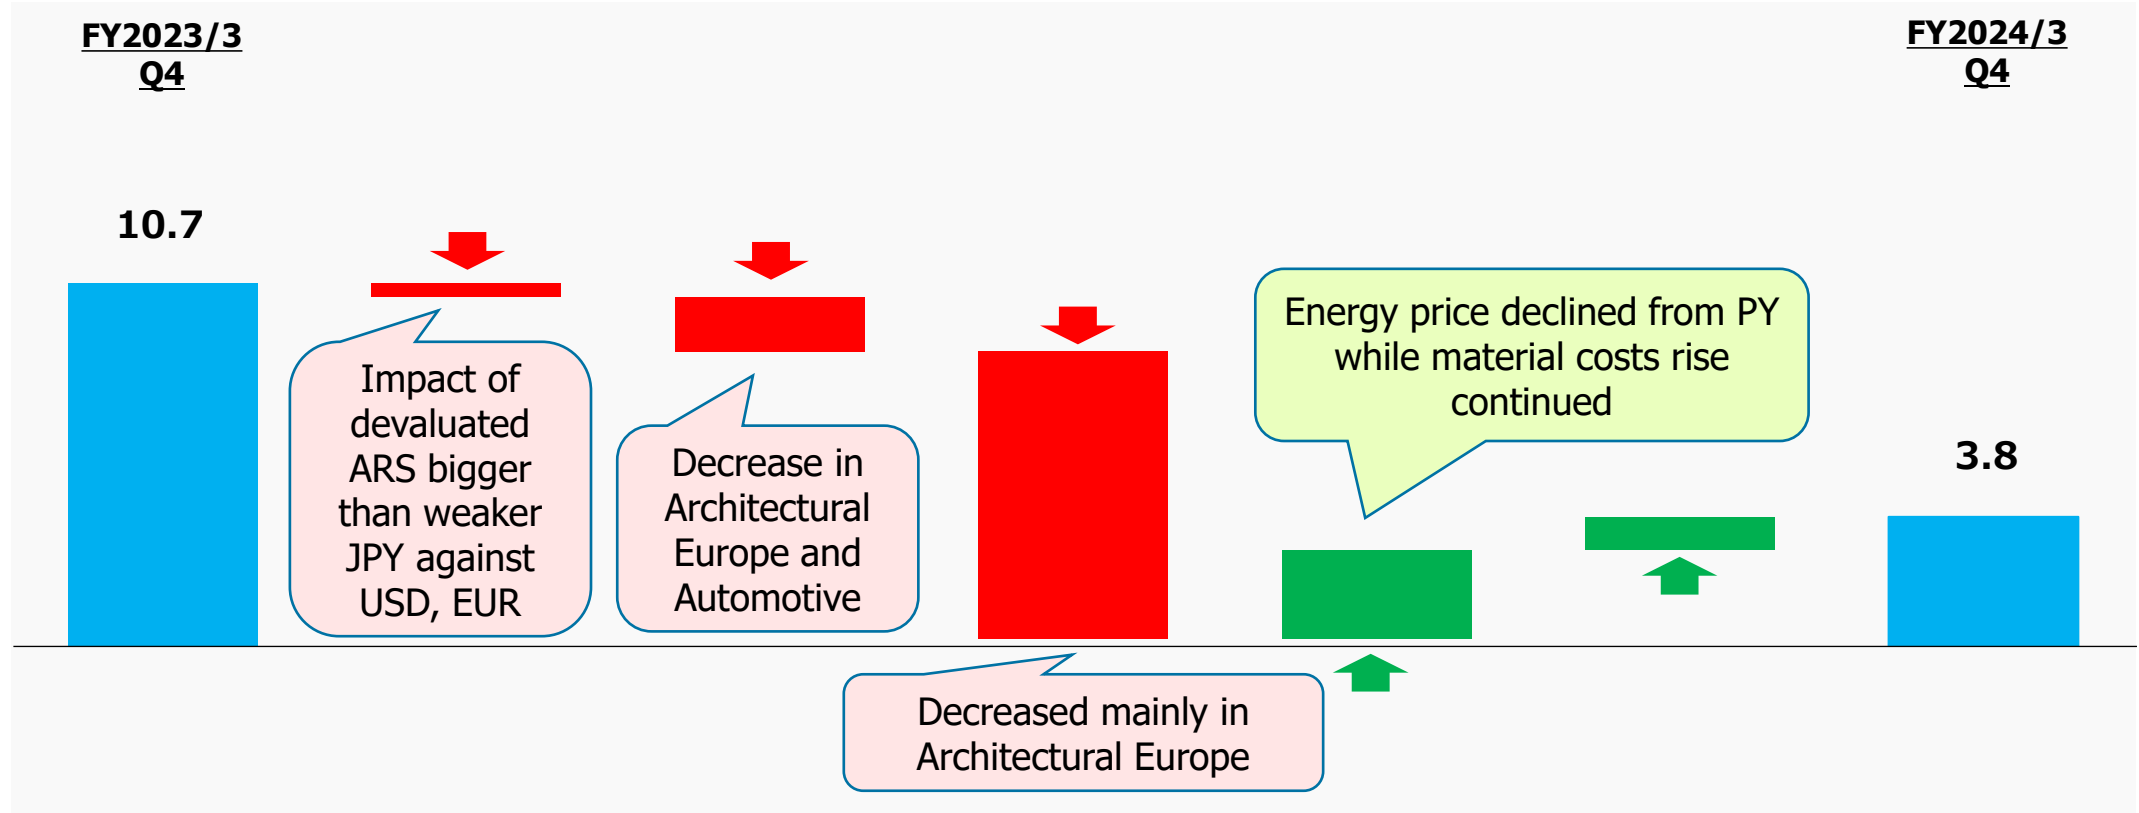 FY2023/3
Q4
FY2024/3
Q4
10.7
Impact of
devaluated
ARS bigger
than weaker
JPY against
USD, EUR
Decrease in
Architectural
Europe and
Automotive
Decreased mainly in
Architectural Europe
Energy price declined from PY
while material costs rise
continued
3.8